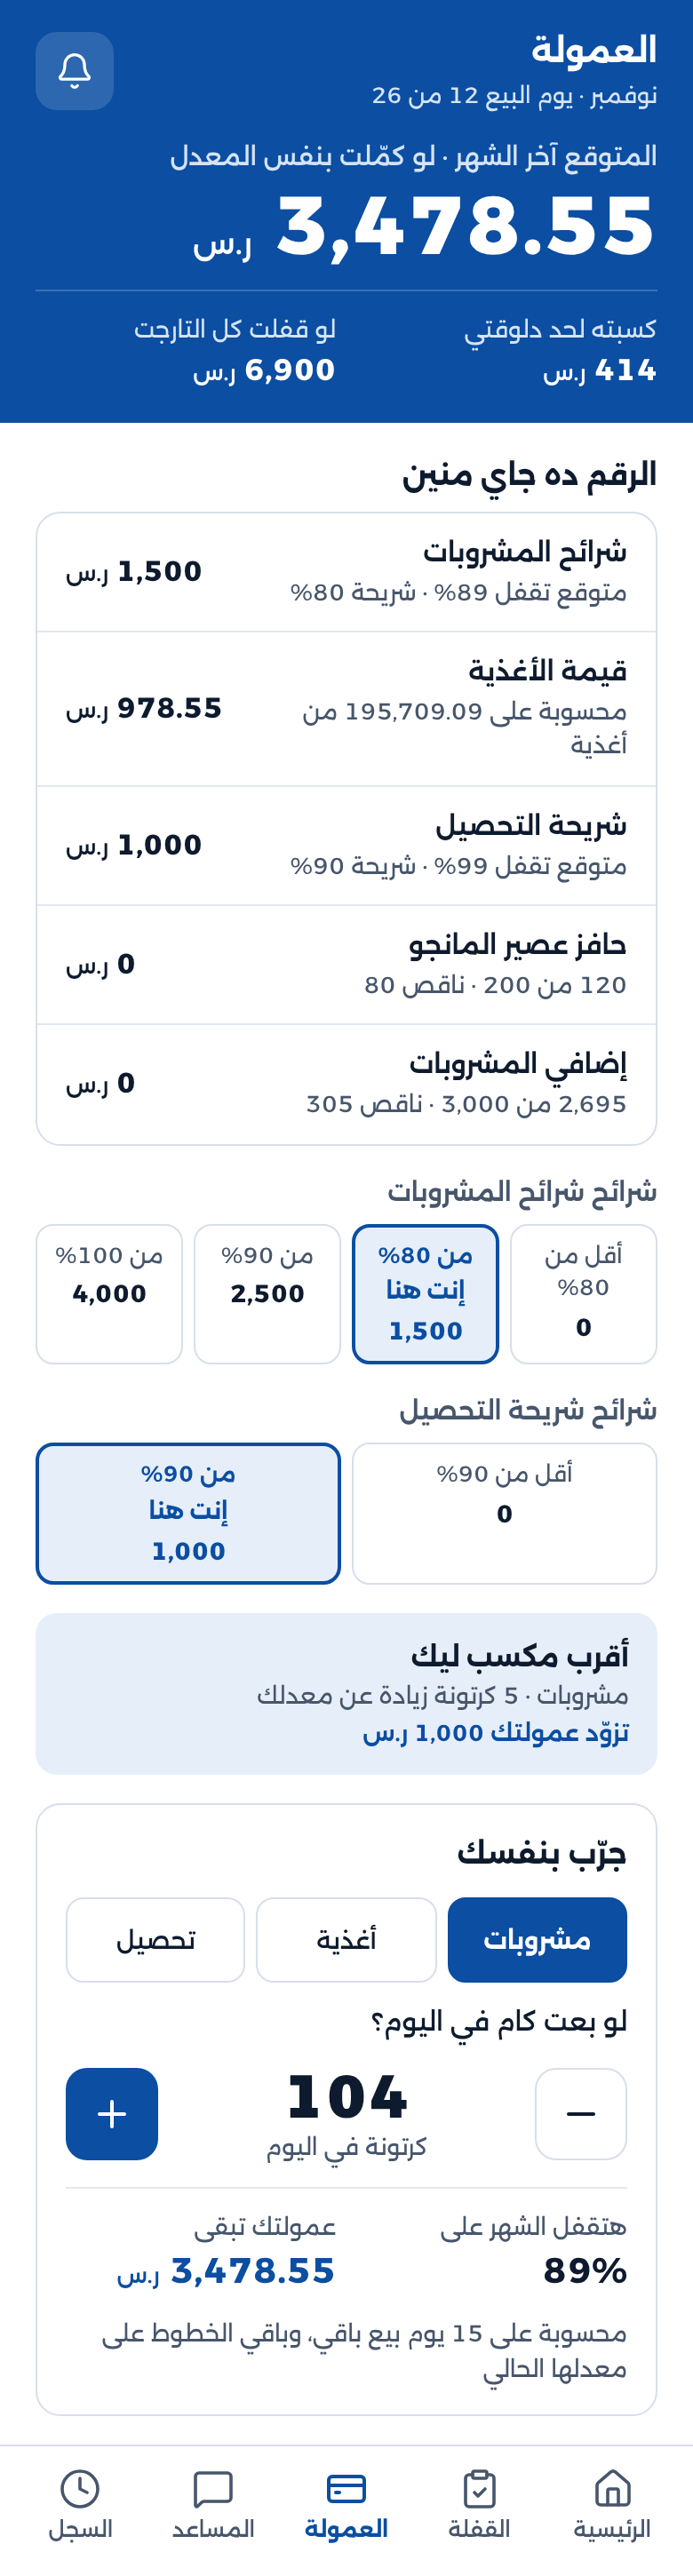 العمولة
نوفمبر · يوم البيع 12 من 26
المتوقع آخر الشهر · لو كمّلت بنفس المعدل
3,478.55 ر.س
كسبته لحد دلوقتي
414 ر.س
لو قفلت كل التارجت
6,900 ر.س
الرقم ده جاي منين
شرائح المشروبات
متوقع تقفل 89% · شريحة 80%
1,500 ر.س
قيمة الأغذية
محسوبة على 195,709.09 من
أغذية
978.55 ر.س
شريحة التحصيل
متوقع تقفل 99% · شريحة 90%
1,000 ر.س
حافز عصير المانجو
120 من 200 · ناقص 80
0 ر.س
إضافي المشروبات
2,695 من 3,000 · ناقص 305
0 ر.س
شرائح شرائح المشروبات
أقل من
80%
0
من 80%
إنت هنا
1,500
من 90%
2,500
من 100%
4,000
شرائح شريحة التحصيل
أقل من 90%
0
من 90%
إنت هنا
1,000
أقرب مكسب ليك
مشروبات · 5 كرتونة زيادة عن معدلك
تزوّد عمولتك 1,000 ر.س
جرّب بنفسك
مشروبات
أغذية
تحصيل
لو بعت كام في اليوم؟
−
104
+
كرتونة في اليوم
هتقفل الشهر على
89%
عمولتك تبقى
3,478.55 ر.س
محسوبة على 15 يوم بيع باقي، وباقي الخطوط على
معدلها الحالي
الرئيسية
القفلة
العمولة
المساعد
السجل